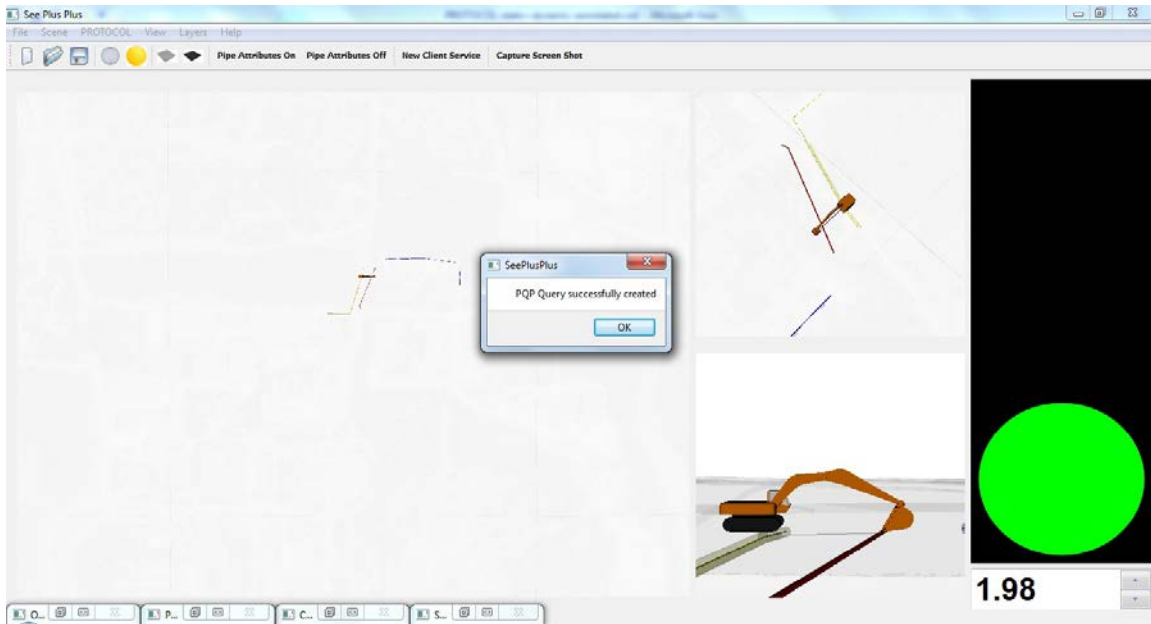 See Plus Plus
File Scene PROTOCOL View Layers Help
Pipe Attributes On Pipe Attributes Off New Client Service Capture Screen Shot
SeePlusPlus
PQP Query successfully created
OK
1.98
O... P... C... S...